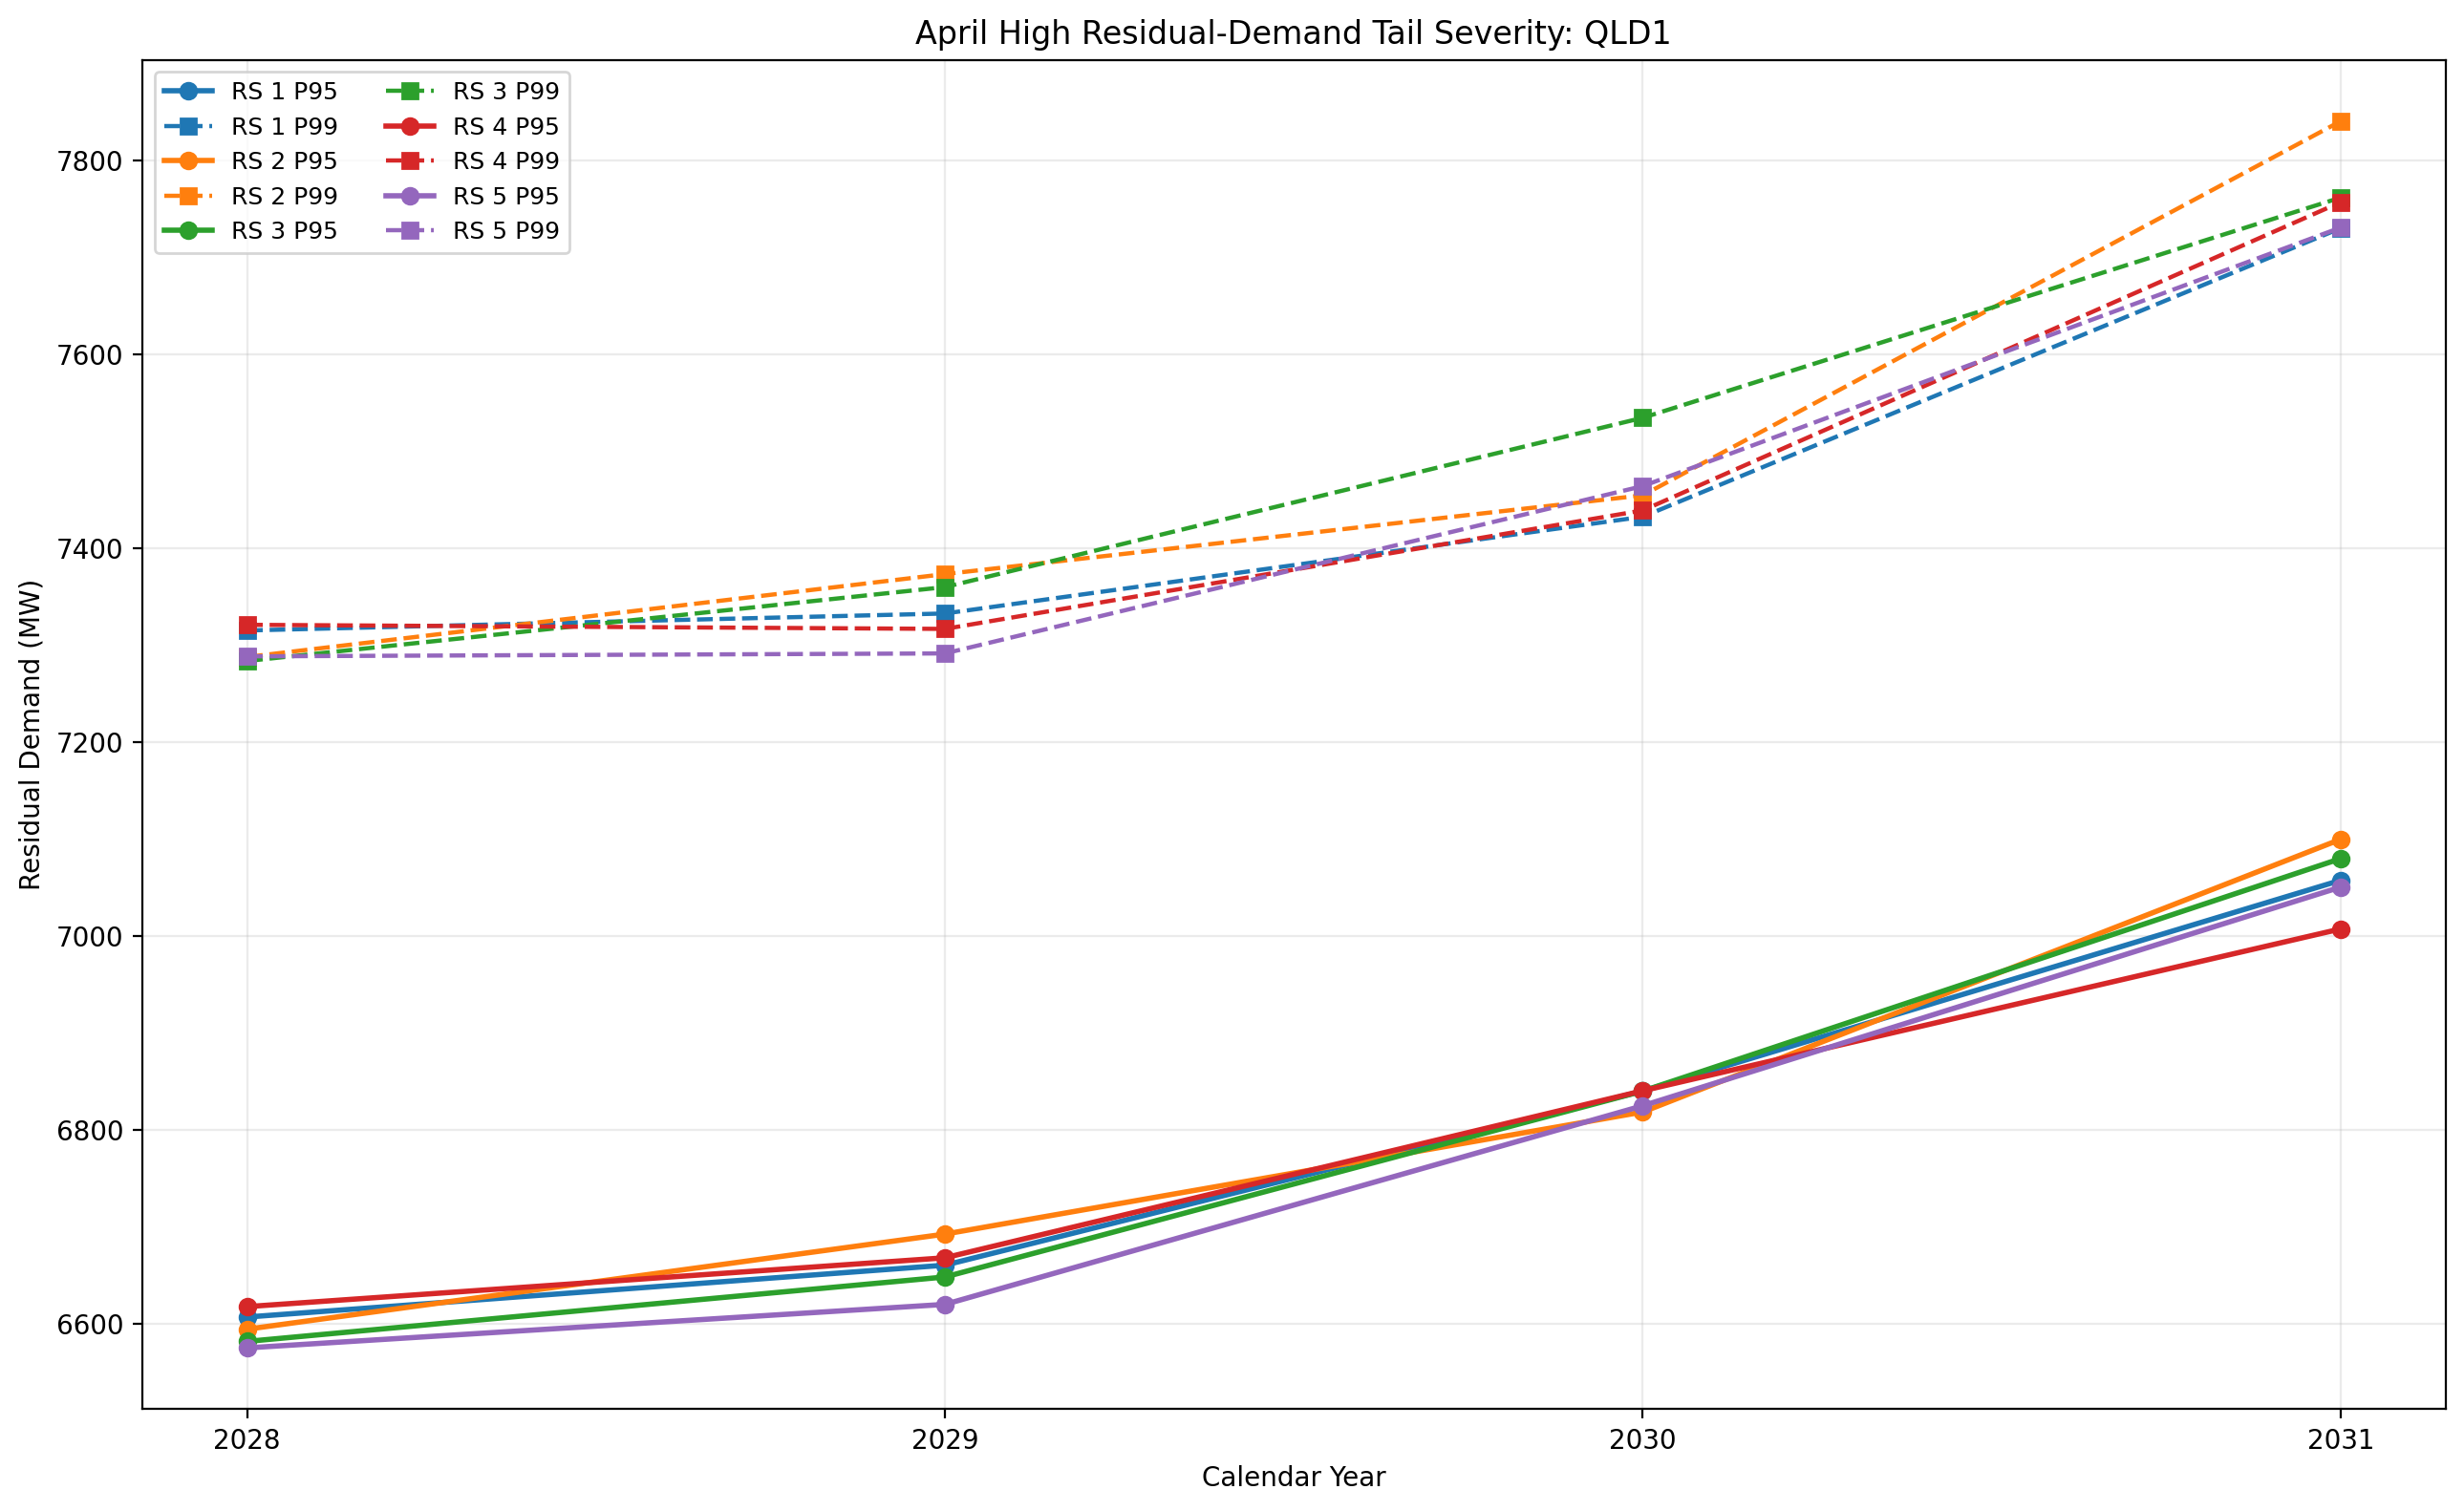 April High Residual-Demand Tail Severity: QLD1
RS 1 P95
RS 1 P99
RS 2 P95
RS 2 P99
RS 3 P95
RS 3 P99
RS 4 P95
RS 4 P99
RS 5 P95
RS 5 P99
Residual Demand (MW)
7800
7600
7400
7200
7000
6800
6600
2028
2029
2030
2031
Calendar Year